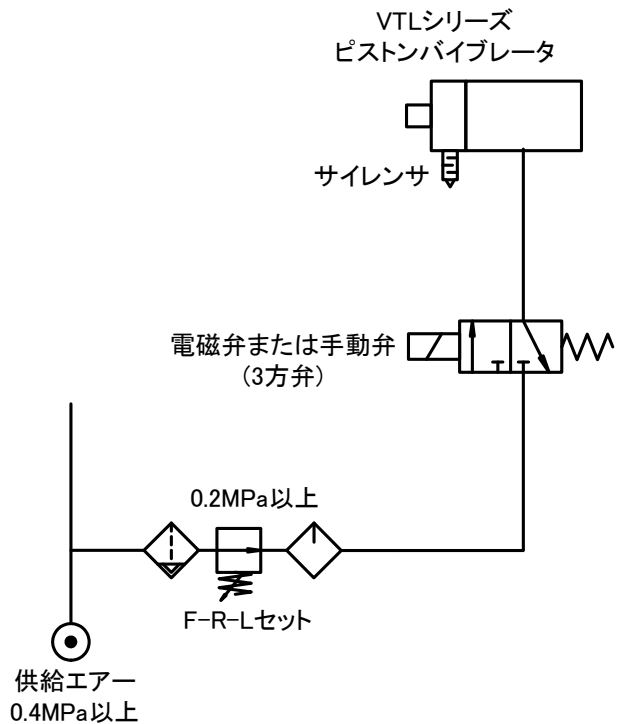 VTLシリーズ
ピストンバイブレータ
サイレンサ
電磁弁または手動弁
(3方弁)
0.2MPa以上
F-R-Lセット
供給エアー
0.4MPa以上